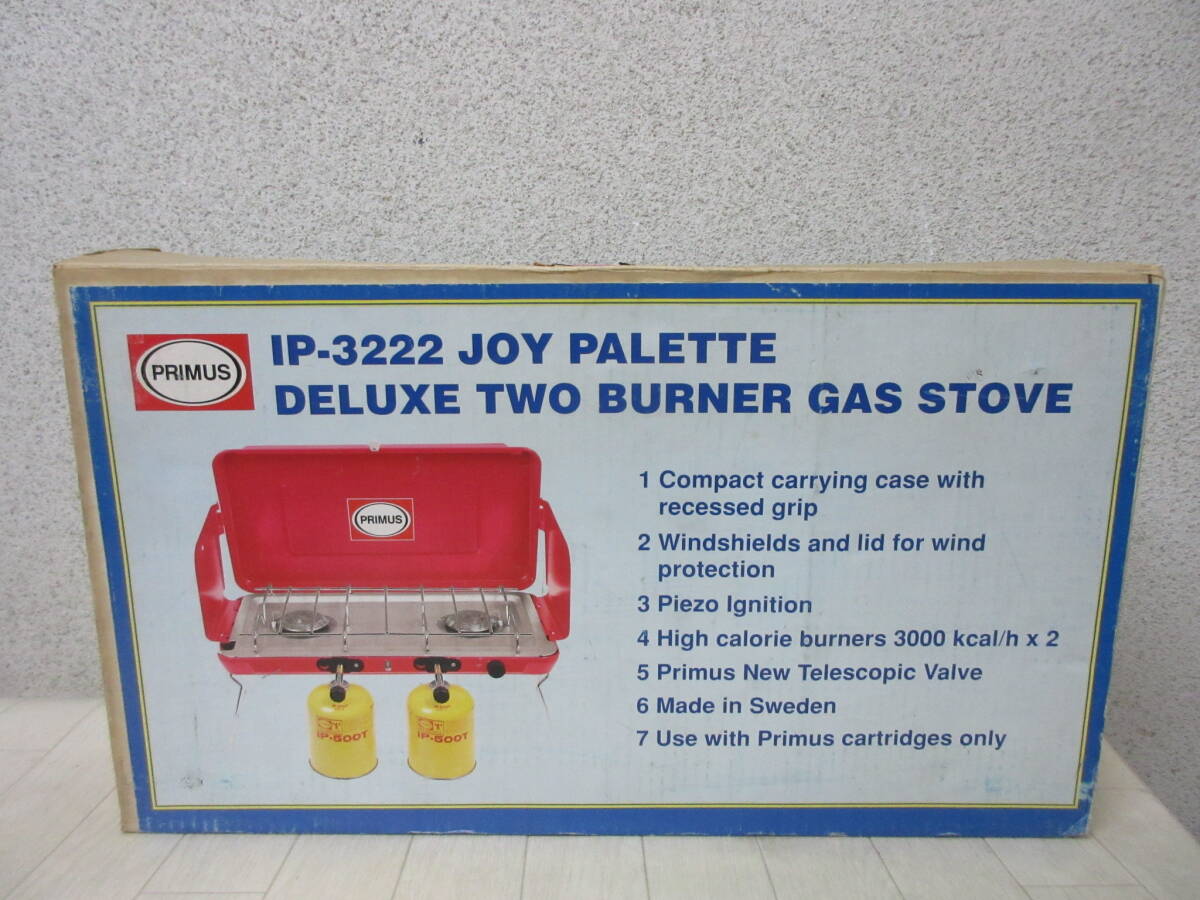 PRIMUS
IP-3222 JOY PALETTE
DELUXE TWO BURNER GAS STOVE
PRIMUS
IP-500T
IP-500T
1 Compact carrying case with
recessed grip
2 Windshields and lid for wind
protection
3 Piezo Ignition
4 High calorie burners 3000 kcal/h x 2
5 Primus New Telescopic Valve
6 Made in Sweden
7 Use with Primus cartridges only